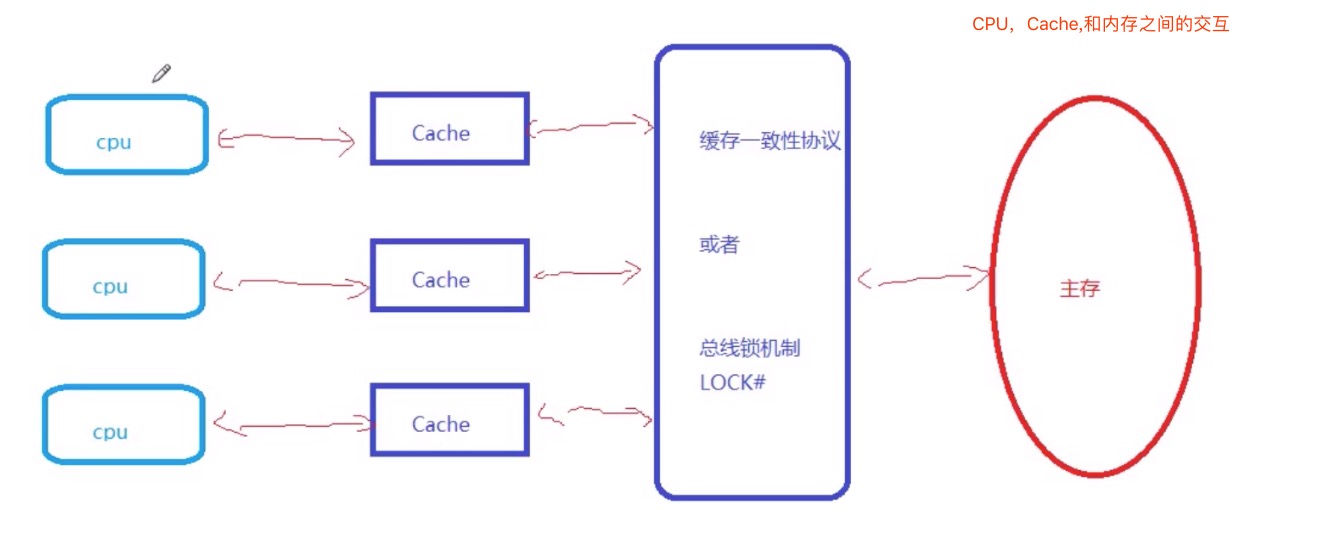 CPU，Cache,和内存之间的交互
cpu
Cache
缓存一致性协议
或者
cpu
Cache
主存
总线锁机制
LOCK#
cpu
Cache